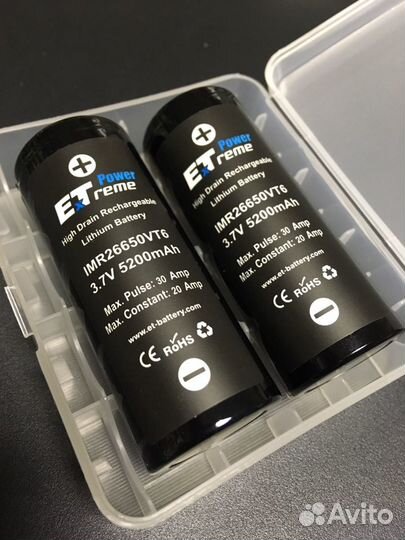 +
Power
ExTreme
High Drain Rechargeable
Lithium Battery
IMR26650VT6
3.7V 5200mAh
Max. Pulse: 30 Amp
Max. Constant: 20 Amp
www.et-battery.com
CE RoHS
−
+
Power
ExTreme
High Drain Rechargeable
Lithium Battery
IMR26650VT6
3.7V 5200mAh
Max. Pulse: 30 Amp
Max. Constant: 20 Amp
www.et-battery.com
CE RoHS
−
Avito